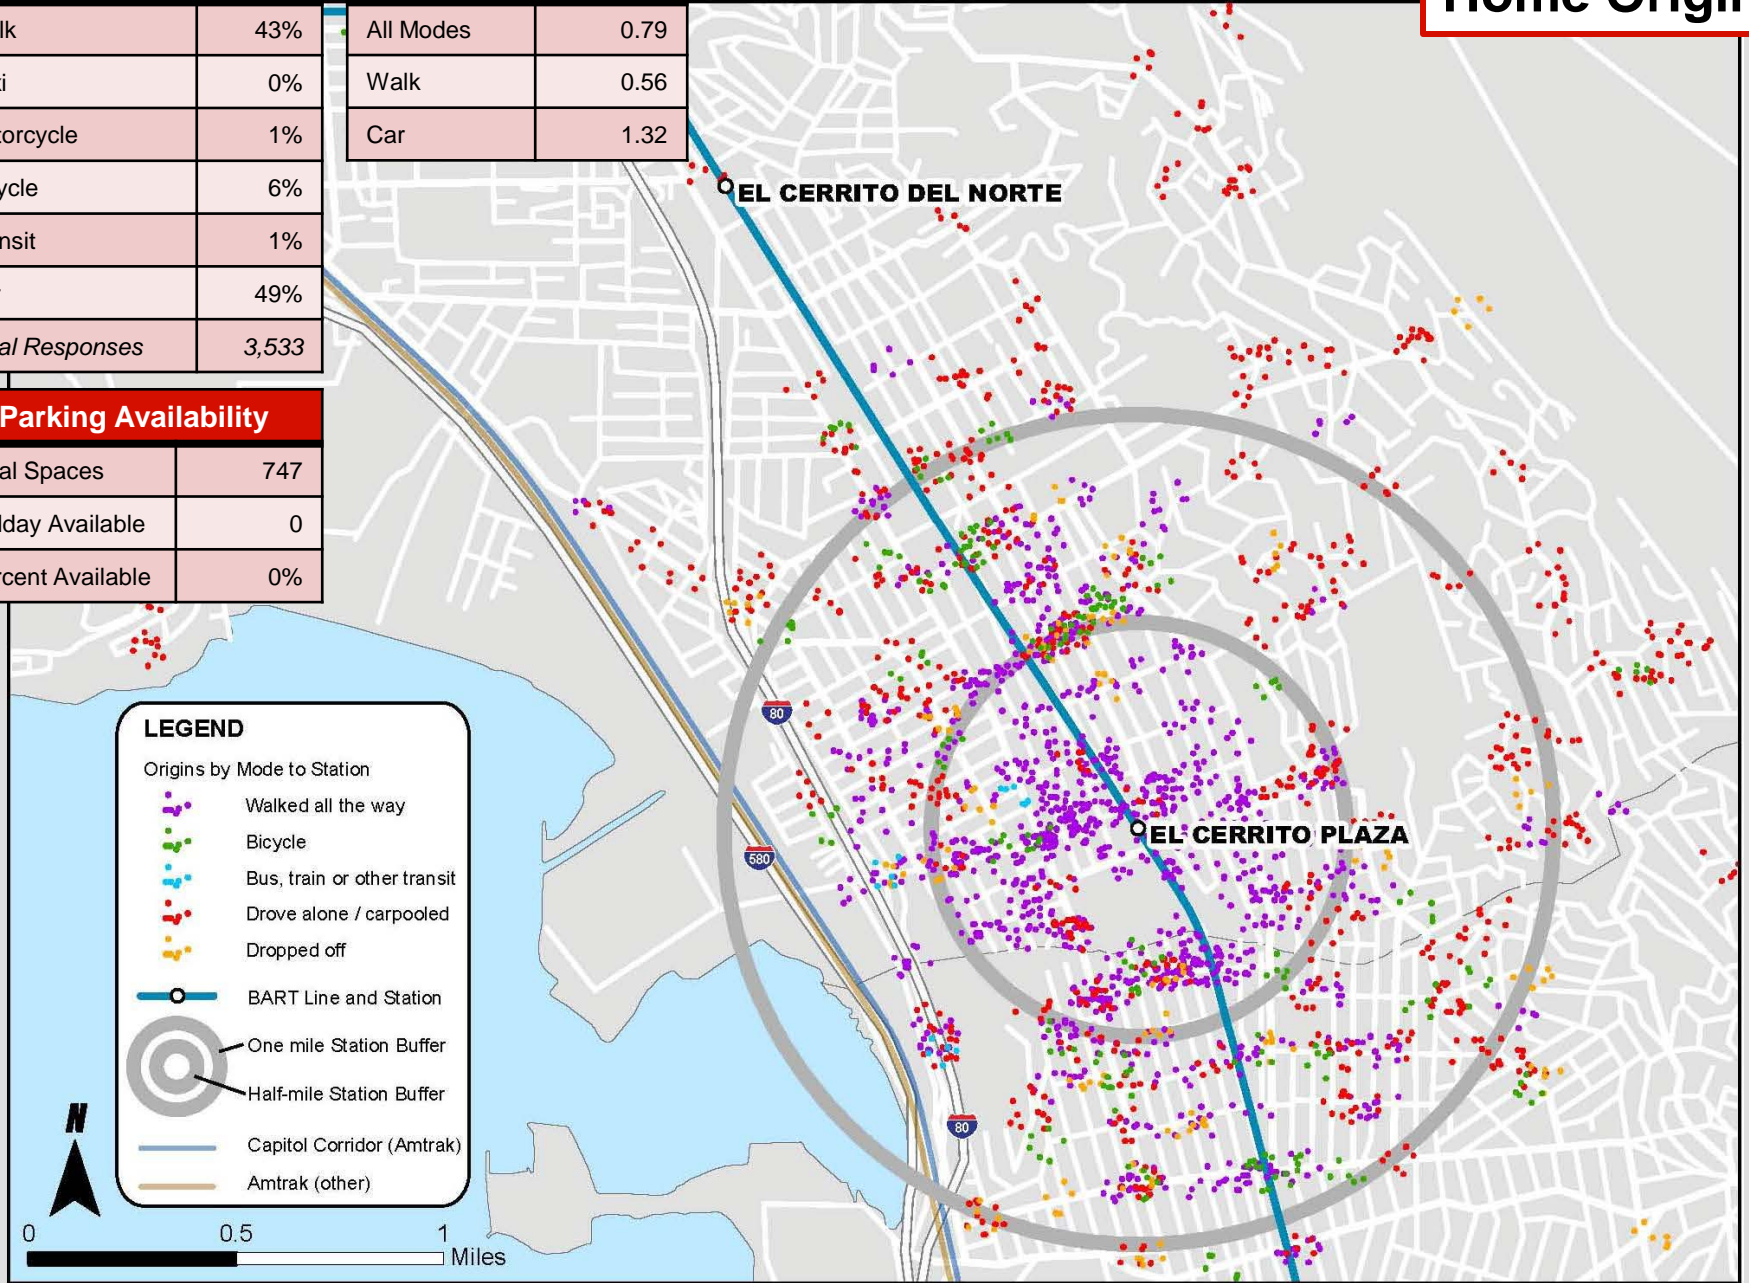 Home Origi
lk 43%
i 0%
torcycle 1%
ycle 6%
nsit 1%
49%
al Responses 3,533
All Modes 0.79
Walk 0.56
Car 1.32
Parking Availability
al Spaces 747
dday Available 0
rcent Available 0%
EL CERRITO DEL NORTE
EL CERRITO PLAZA
80
580
80
LEGEND
Origins by Mode to Station
Walked all the way
Bicycle
Bus, train or other transit
Drove alone / carpooled
Dropped off
BART Line and Station
One mile Station Buffer
Half-mile Station Buffer
Capitol Corridor (Amtrak)
Amtrak (other)
N
0 0.5 1
Miles